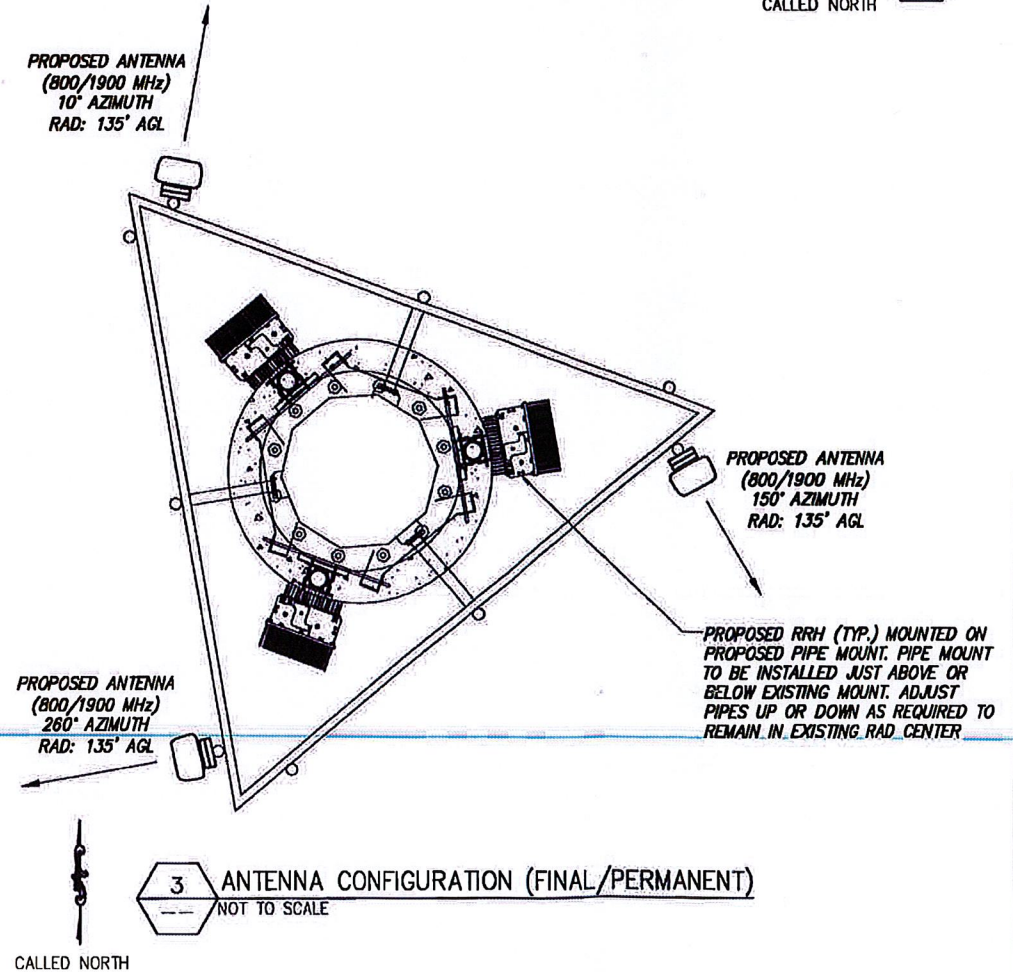 CALLED NORTH
PROPOSED ANTENNA
(800/1900 MHz)
10° AZIMUTH
RAD: 135' AGL
PROPOSED ANTENNA
(800/1900 MHz)
150° AZIMUTH
RAD: 135' AGL
PROPOSED RRH (TYP.) MOUNTED ON
PROPOSED PIPE MOUNT. PIPE MOUNT
TO BE INSTALLED JUST ABOVE OR
BELOW EXISTING MOUNT. ADJUST
PIPES UP OR DOWN AS REQUIRED TO
REMAIN IN EXISTING RAD CENTER
PROPOSED ANTENNA
(800/1900 MHz)
260° AZIMUTH
RAD: 135' AGL
3
--
ANTENNA CONFIGURATION (FINAL/PERMANENT)
NOT TO SCALE
CALLED NORTH